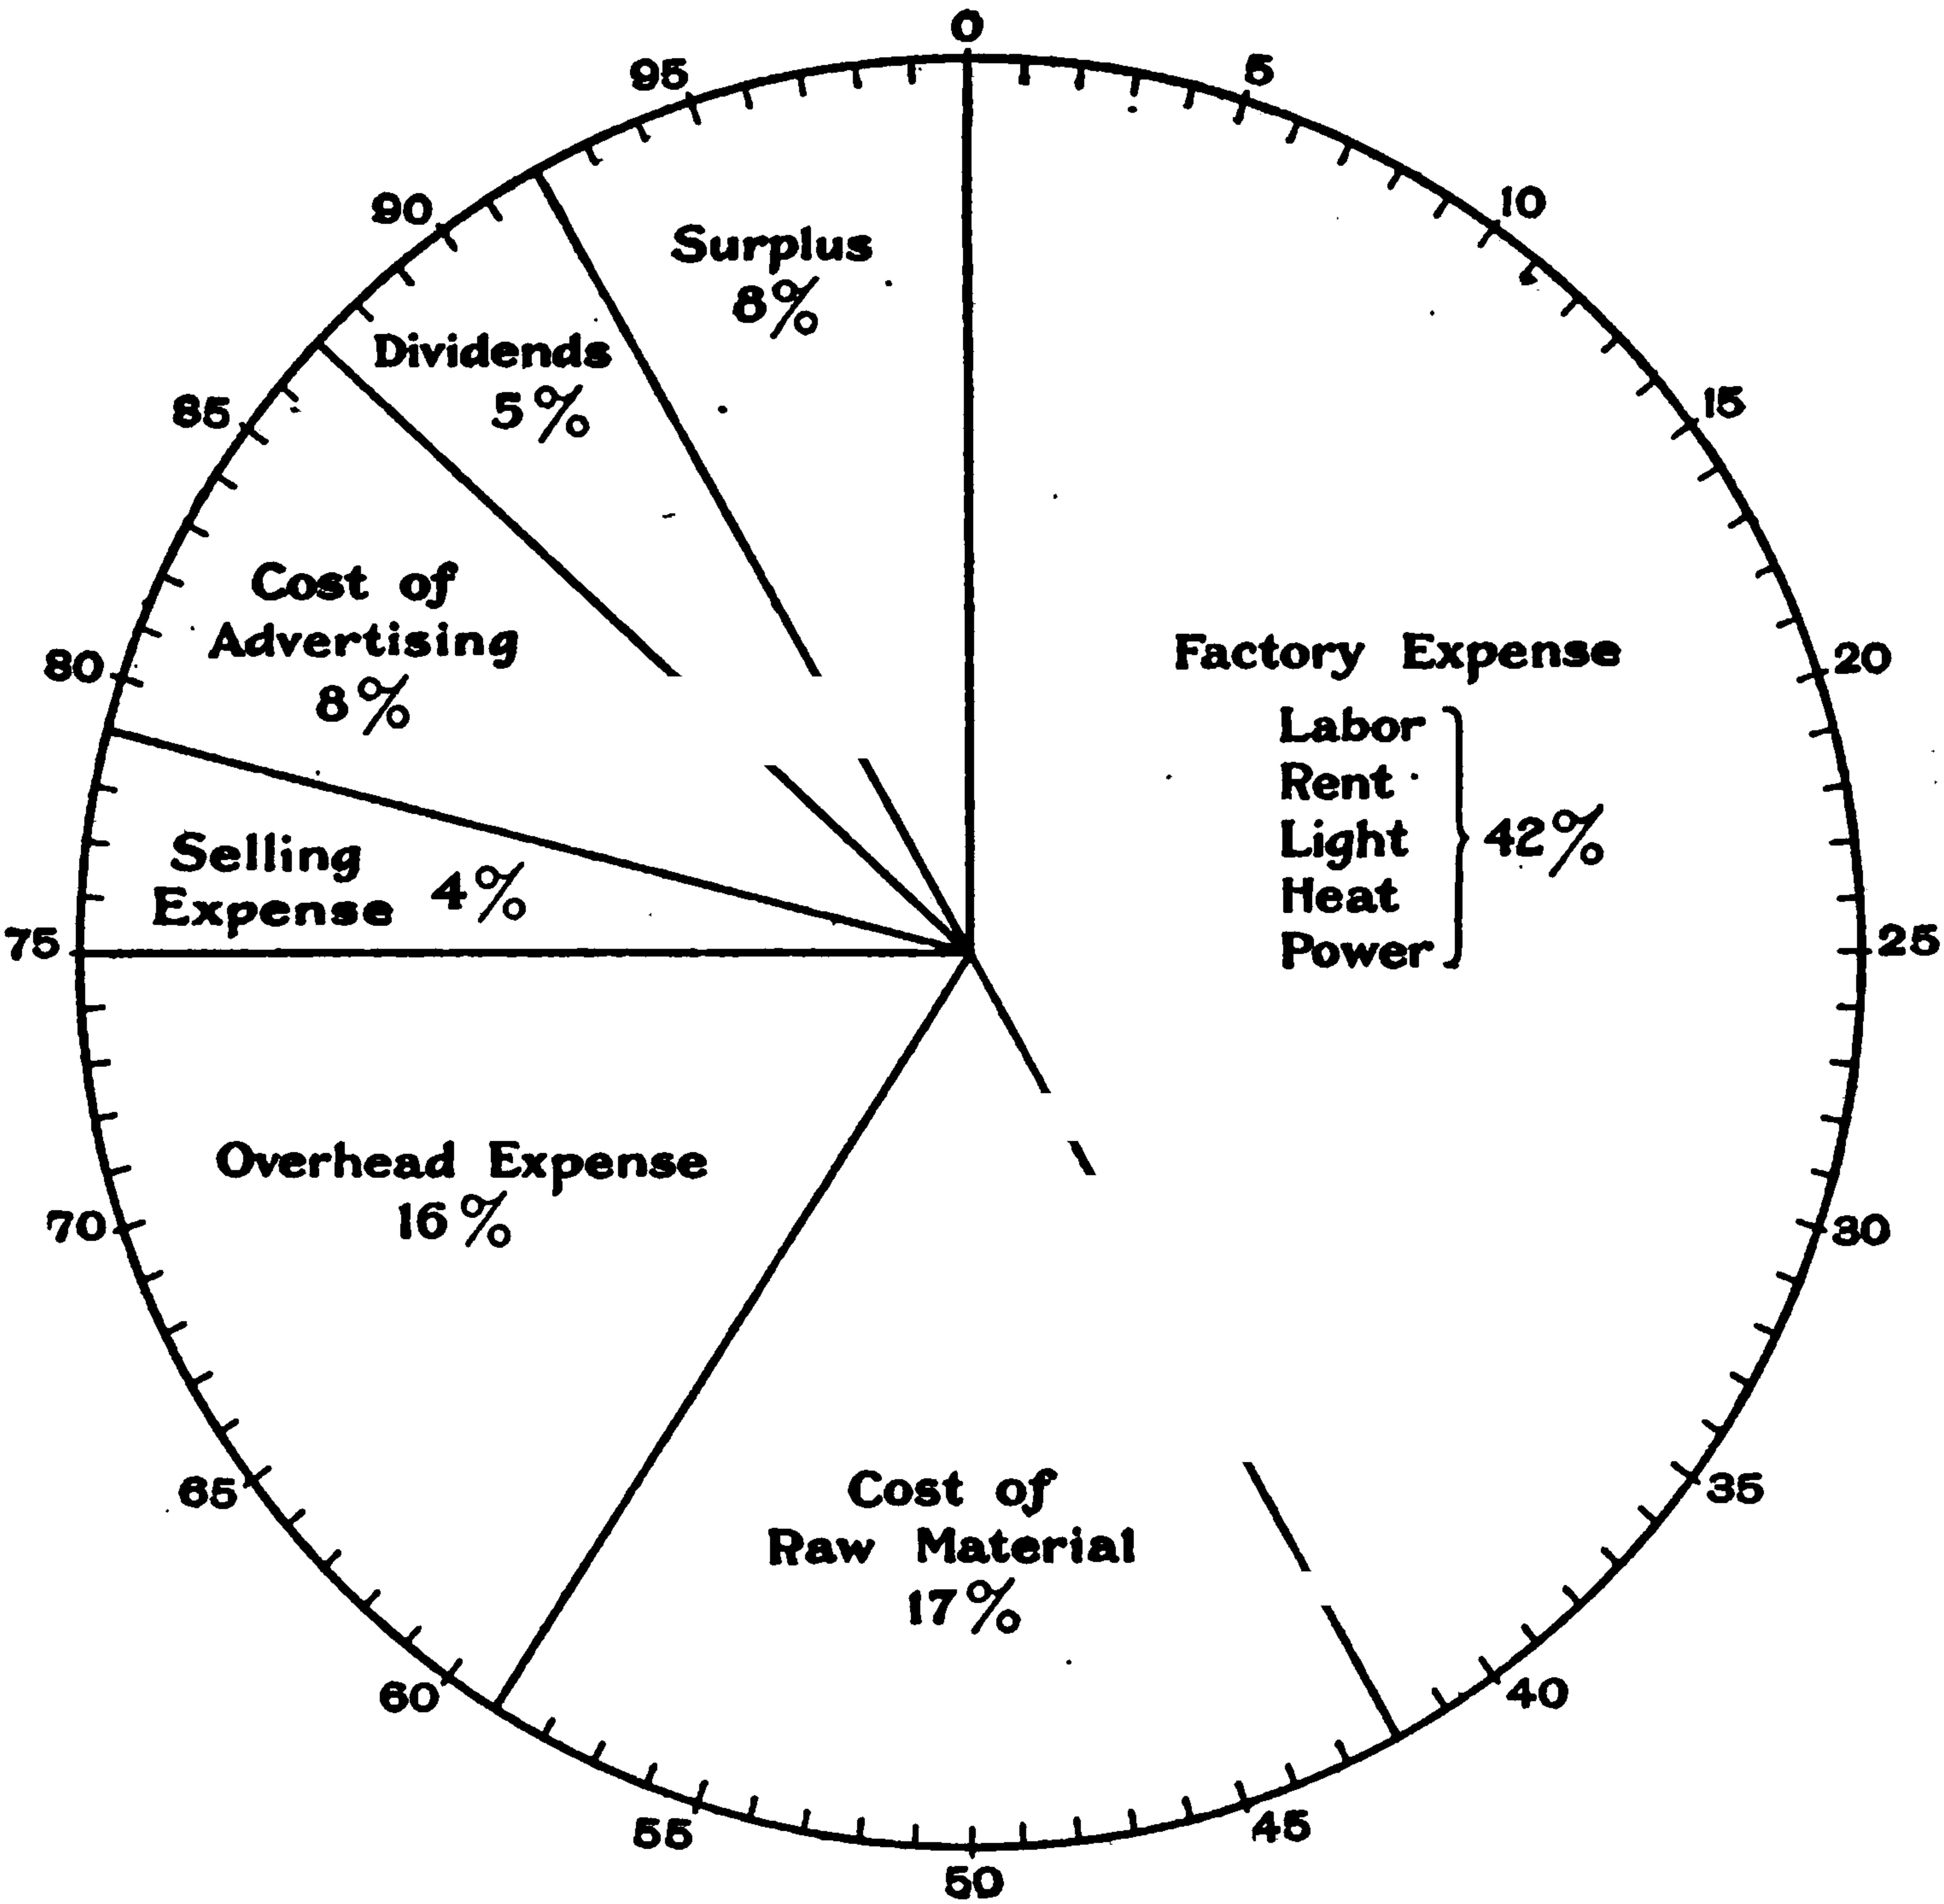 0
5
10
15
20
25
30
35
40
45
50
55
60
65
70
75
80
85
90
95
Surplus
8%
Dividends
5%
Cost of
Advertising
8%
Selling
Expense 4%
Overhead Expense
16%
Cost of
Raw Material
17%
Factory Expense
Labor
Rent
Light
Heat
Power
42%